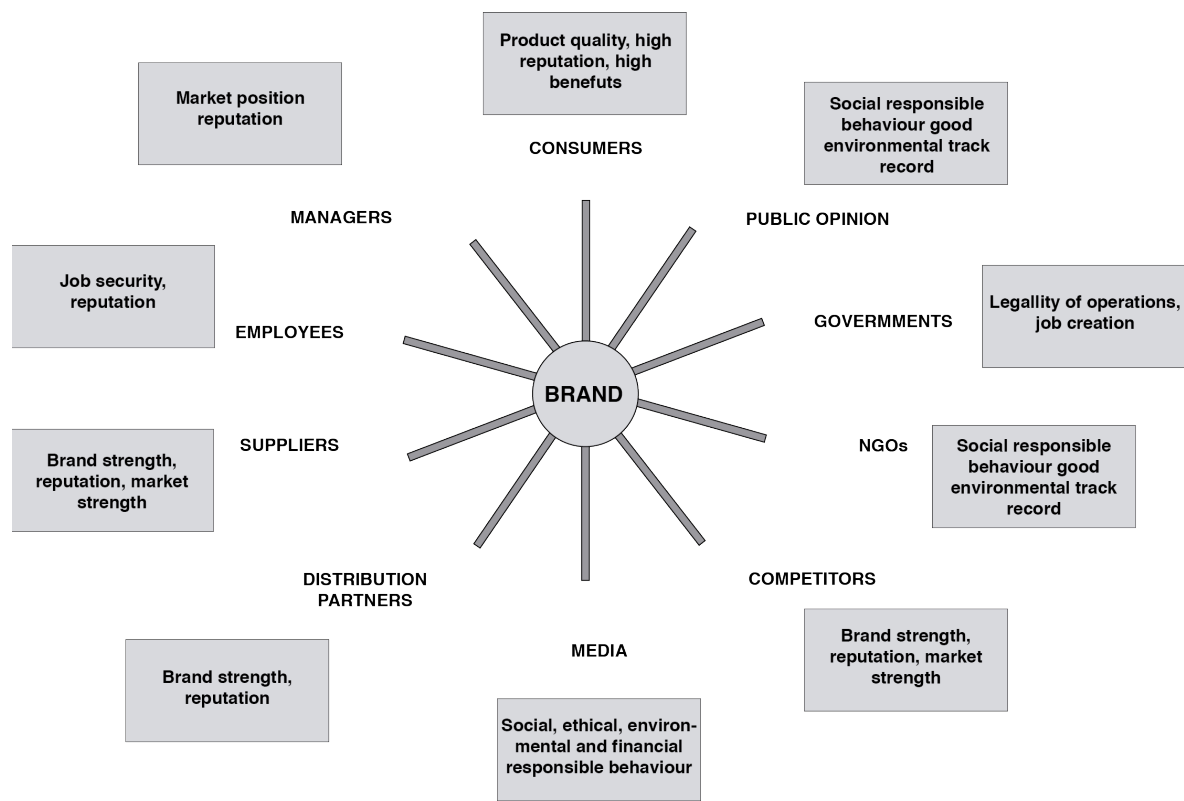 Product quality, high
reputation, high
benefuts
CONSUMERS
Market position
reputation
MANAGERS
Social responsible
behaviour good
environmental track
record
PUBLIC OPINION
Job security,
reputation
EMPLOYEES
GOVERMMENTS
Legallity of operations,
job creation
BRAND
SUPPLIERS
Brand strength,
reputation, market
strength
NGOs
Social responsible
behaviour good
environmental track
record
DISTRIBUTION
PARTNERS
Brand strength,
reputation
COMPETITORS
Brand strength,
reputation, market
strength
MEDIA
Social, ethical, environ-
mental and financial
responsible behaviour